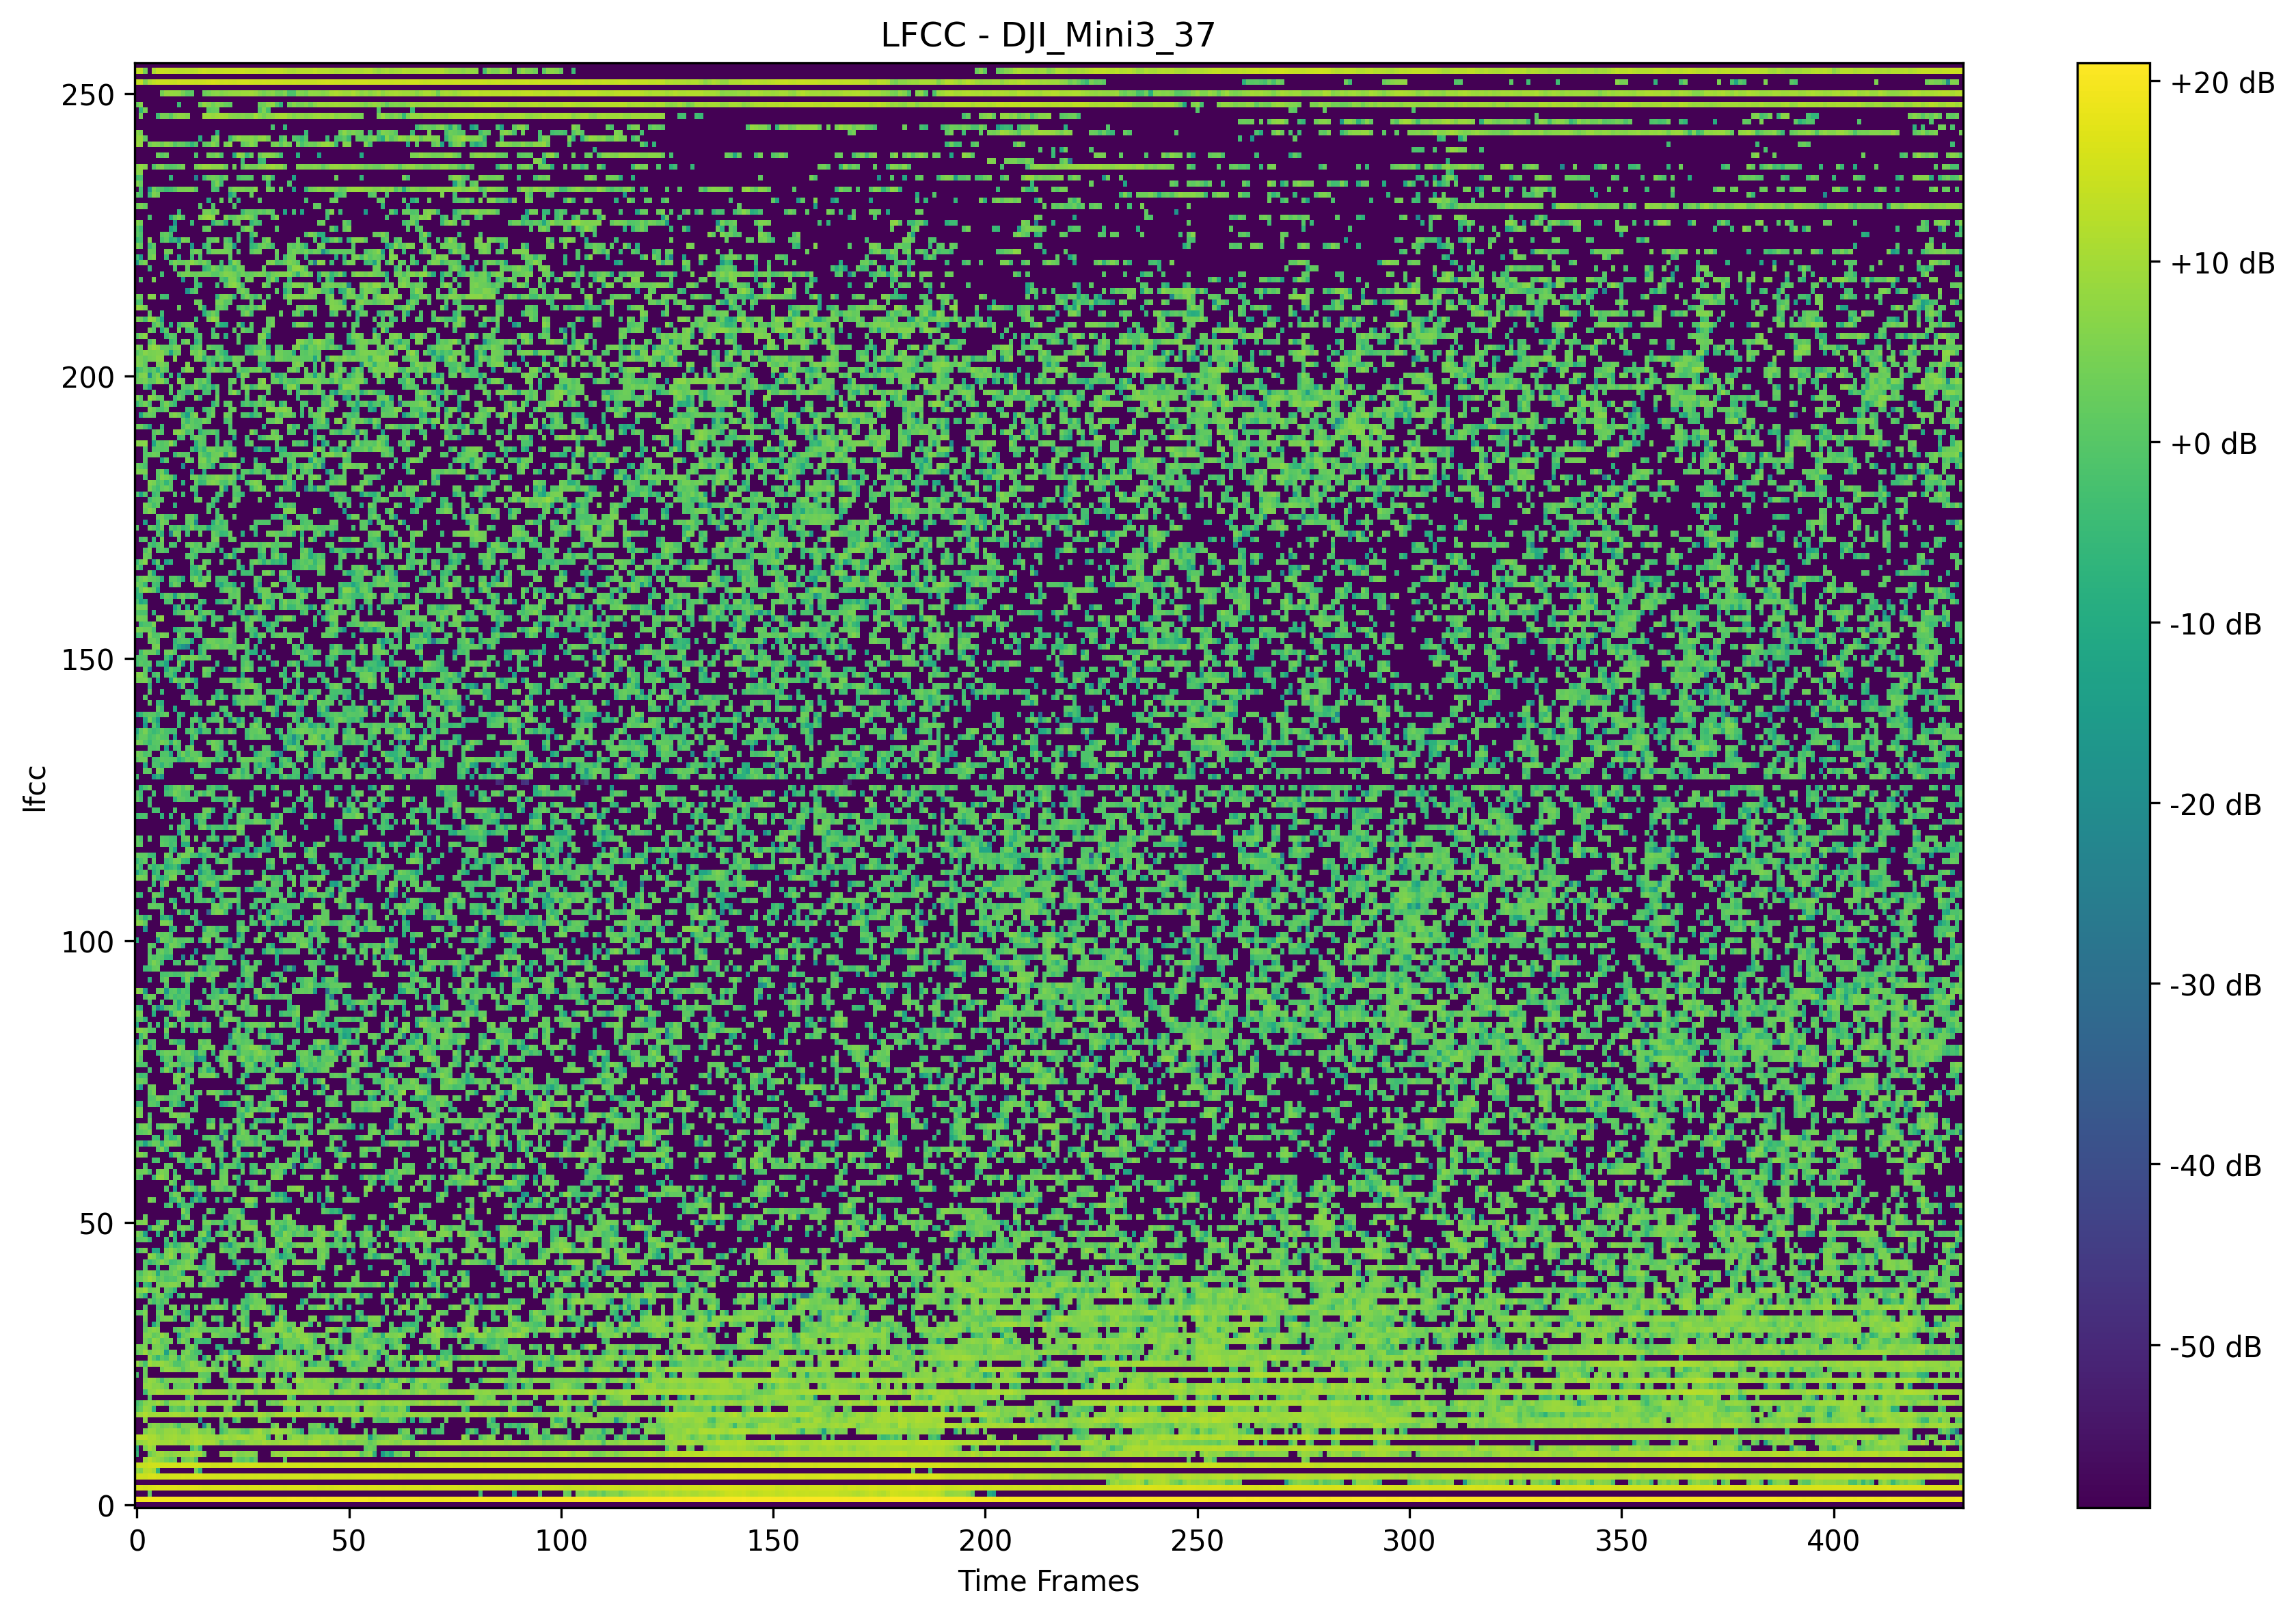 LFCC - DJI_Mini3_37
250
200
150
100
50
0
lfcc
0 50 100 150 200 250 300 350 400
Time Frames
+20 dB
+10 dB
+0 dB
-10 dB
-20 dB
-30 dB
-40 dB
-50 dB